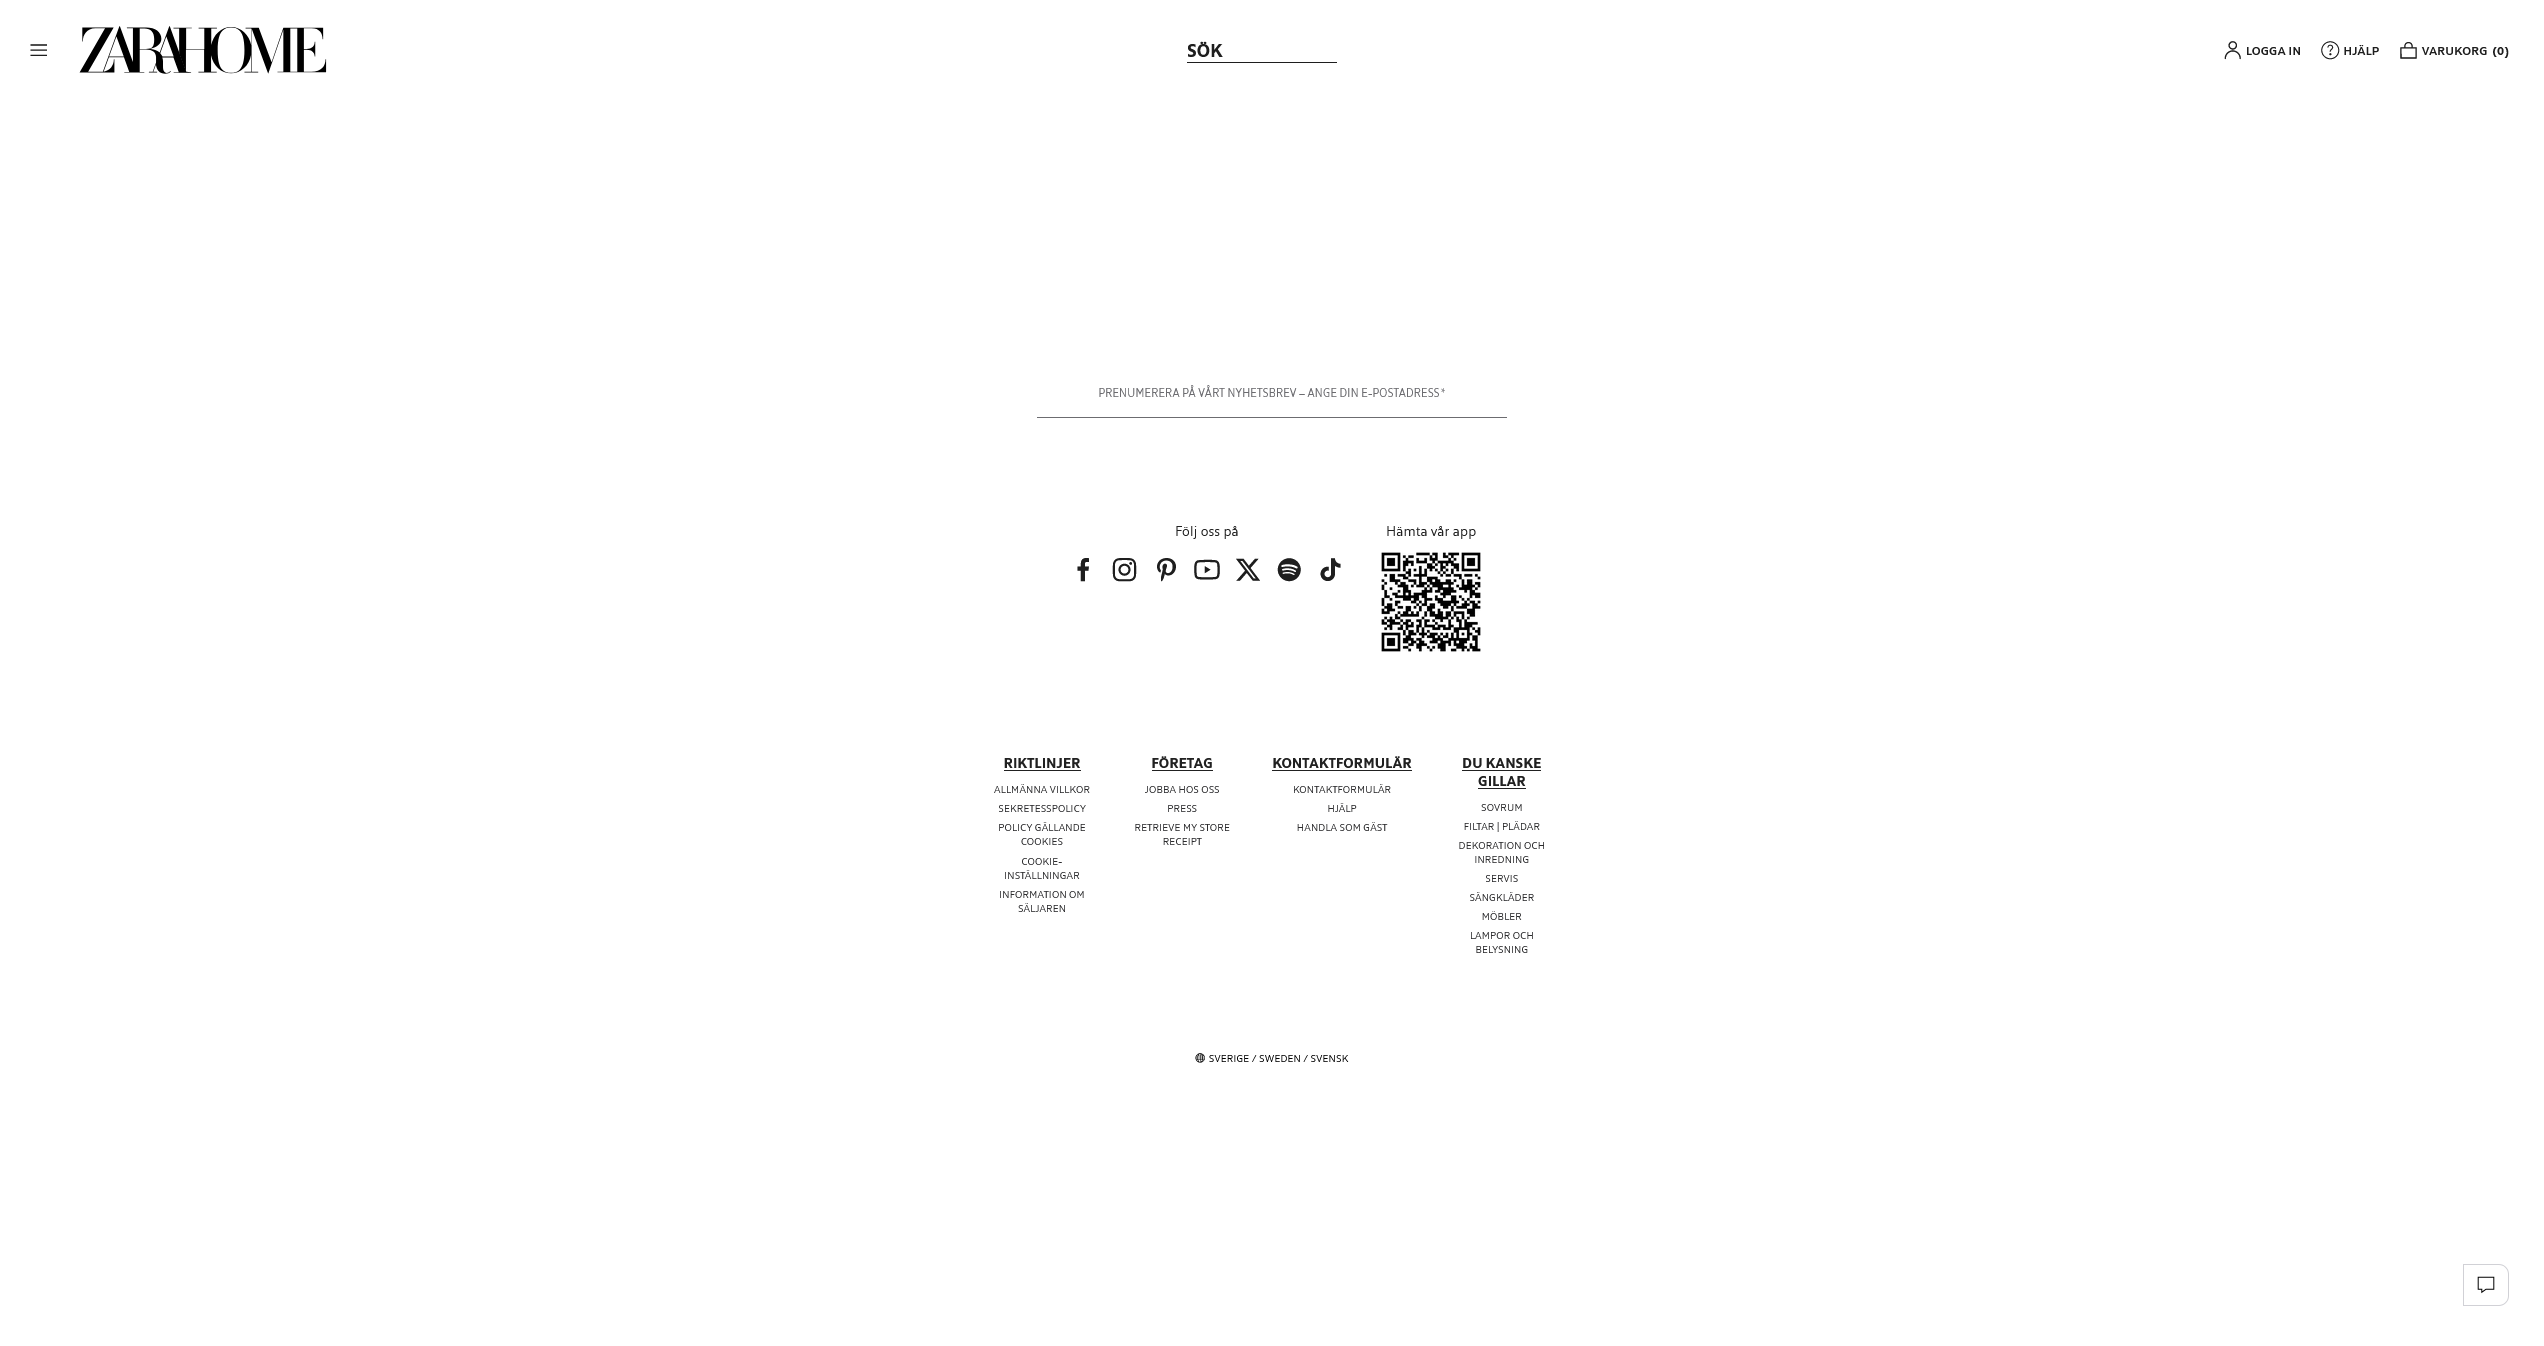 ZARAHOME
SÖK
LOGGA IN
HJÄLP
VARUKORG (0)
PRENUMERERA PÅ VÅRT NYHETSBREV – ANGE DIN E-POSTADRESS*
Följ oss på
Hämta vår app
RIKTLINJER
ALLMÄNNA VILLKOR
SEKRETESSPOLICY
POLICY GÄLLANDE
COOKIES
COOKIE-
INSTÄLLNINGAR
INFORMATION OM
SÄLJAREN
FÖRETAG
JOBBA HOS OSS
PRESS
RETRIEVE MY STORE
RECEIPT
KONTAKTFORMULÄR
KONTAKTFORMULÄR
HJÄLP
HANDLA SOM GÄST
DU KANSKE
GILLAR
SOVRUM
FILTAR | PLÄDAR
DEKORATION OCH
INREDNING
SERVIS
SÄNGKLÄDER
MÖBLER
LAMPOR OCH
BELYSNING
SVERIGE / SWEDEN / SVENSK